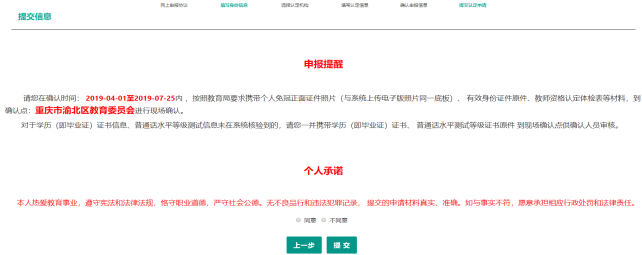 网上申报协议 填写身份信息 选择认定机构 填写认定信息 确认申报信息 提交认定申请
提交信息
申报提醒
请您在确认时间： 2019-04-01至2019-07-25内，按照教育局要求携带个人免冠正面证件照片（与系统上传电子版照片同一底板）、 有效身份证件原件、教师资格认定体检表等材料，到
确认点：重庆市渝北区教育委员会进行现场确认。
对于学历（即毕业证）证书信息、普通话水平等级测试信息未在系统核验到的，请您一并携带学历（即毕业证）证书、 普通话水平测试等级证书原件 到现场确认点供确认人员审核。
个人承诺
本人热爱教育事业，遵守宪法和法律法规，恪守职业道德，严守社会公德。无不良品行和违法犯罪记录， 提交的申请材料真实、准确。如与事实不符，愿意承担相应行政处罚和法律责任。
同意 不同意
上一步 提 交